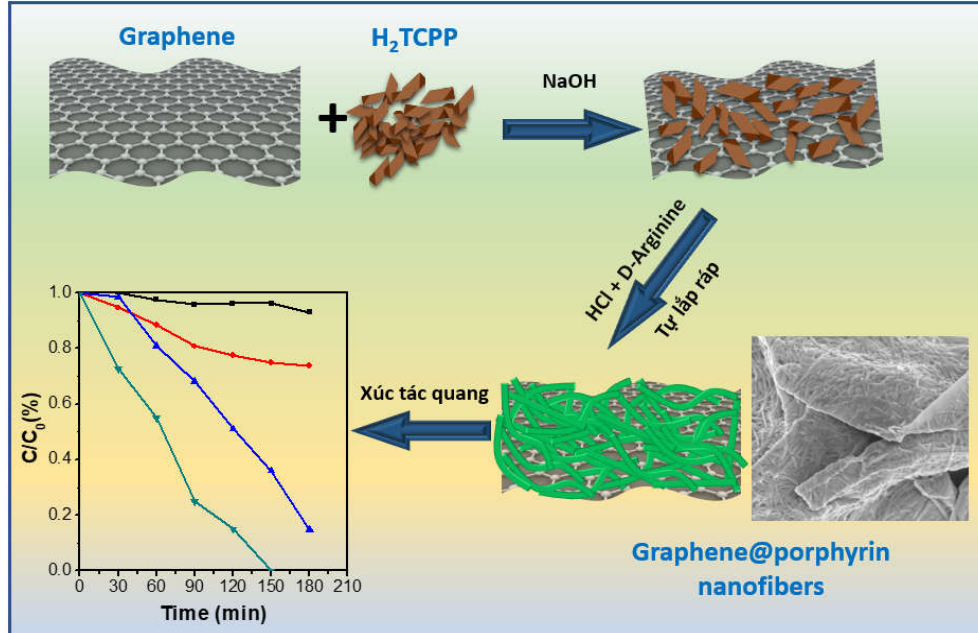 Graphene
H₂TCPP
+
NaOH
HCl + D-Arginine
Tự lắp ráp
Xúc tác quang
Graphene@porphyrin
nanofibers
C/C₀(%)
1.0
0.8
0.6
0.4
0.2
0.0
0 30 60 90 120 150 180 210
Time (min)